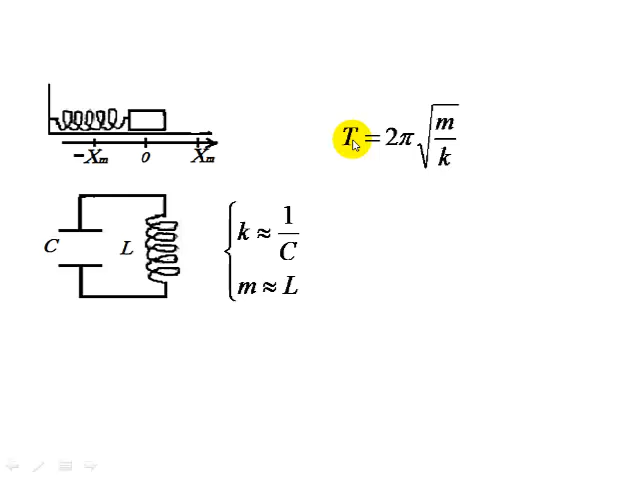 -Xm 0 Xm
T = 2π√(m/k)
C L
k ≈ 1/C
m ≈ L